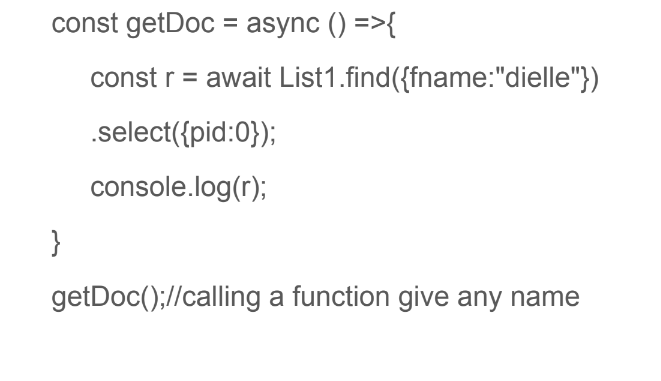 const getDoc = async () =>{
const r = await List1.find({fname:"dielle"})
.select({pid:0});
console.log(r);
}
getDoc();//calling a function give any name